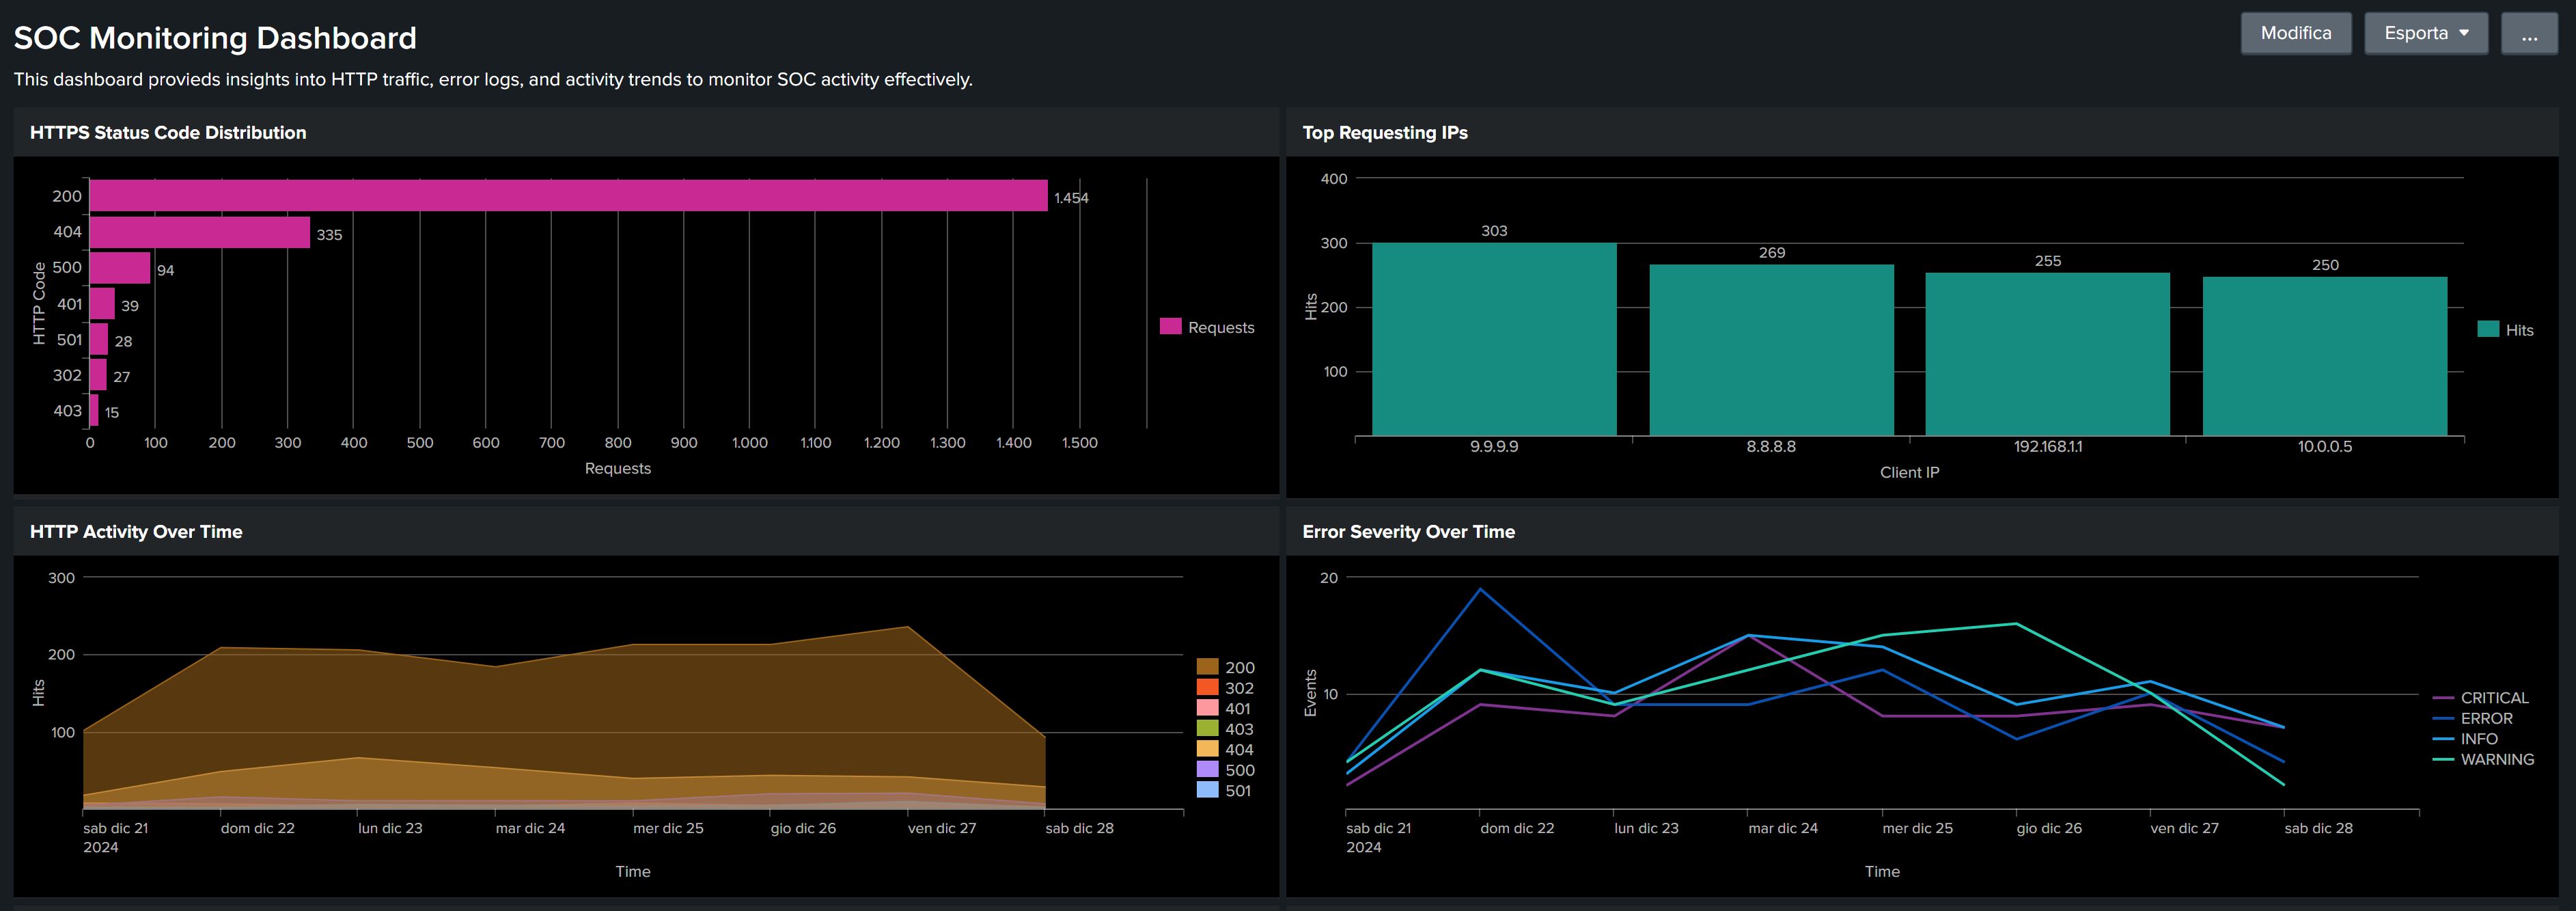 SOC Monitoring Dashboard
Modifica
Esporta
...
This dashboard provieds insights into HTTP traffic, error logs, and activity trends to monitor SOC activity effectively.
HTTPS Status Code Distribution
HTTP Code
200
404
500
401
501
302
403
1.454
335
94
39
28
27
15
0 100 200 300 400 500 600 700 800 900 1.000 1.100 1.200 1.300 1.400 1.500
Requests
Requests
Top Requesting IPs
Hits
400
300
200
100
303 269 255 250
9.9.9.9 8.8.8.8 192.168.1.1 10.0.0.5
Client IP
Hits
HTTP Activity Over Time
Hits
300
200
100
sab dic 21 dom dic 22 lun dic 23 mar dic 24 mer dic 25 gio dic 26 ven dic 27 sab dic 28
2024
Time
200
302
401
403
404
500
501
Error Severity Over Time
Events
20
10
sab dic 21 dom dic 22 lun dic 23 mar dic 24 mer dic 25 gio dic 26 ven dic 27 sab dic 28
2024
Time
CRITICAL
ERROR
INFO
WARNING